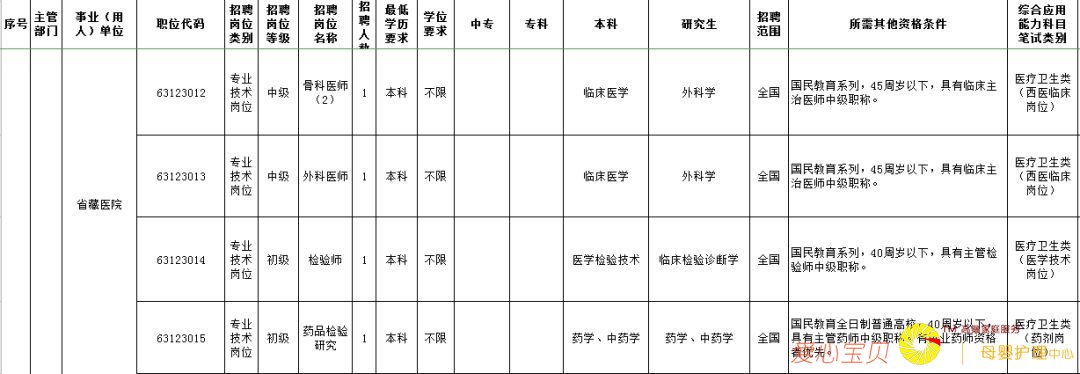 序号
主管
部门
事业（用
人）单位
职位代码
招聘
岗位
类别
招聘
岗位
等级
招聘
岗位
名称
招
聘
人
最低
学历
要求
学位
要求
中专
专科
本科
研究生
招聘
范围
所需其他资格条件
综合应用
能力科目
笔试类别
省藏医院
63123012
专业
技术
岗位
中级
骨科医师
（2）
1
本科
不限
临床医学
外科学
全国
国民教育系列，45周岁以下，具有临床主
治医师中级职称。
医疗卫生类
（西医临床
岗位）
63123013
专业
技术
岗位
中级
外科医师
1
本科
不限
临床医学
外科学
全国
国民教育系列，45周岁以下，具有临床主
治医师中级职称。
医疗卫生类
（西医临床
岗位）
63123014
专业
技术
岗位
初级
检验师
1
本科
不限
医学检验技术
临床检验诊断学
全国
国民教育系列，40周岁以下，具有主管检
验师中级职称。
医疗卫生类
（医学技术
岗位）
63123015
专业
技术
岗位
初级
药品检验
研究
1
本科
不限
药学、中药学
药学、中药学
全国
国民教育全日制普通高校，40周岁以下，
具有主管药师中级职称。有执业药师资格
者优先。
医疗卫生类
（药剂岗
位）
爱心宝贝
TM
高端家庭服务
母婴护理中心